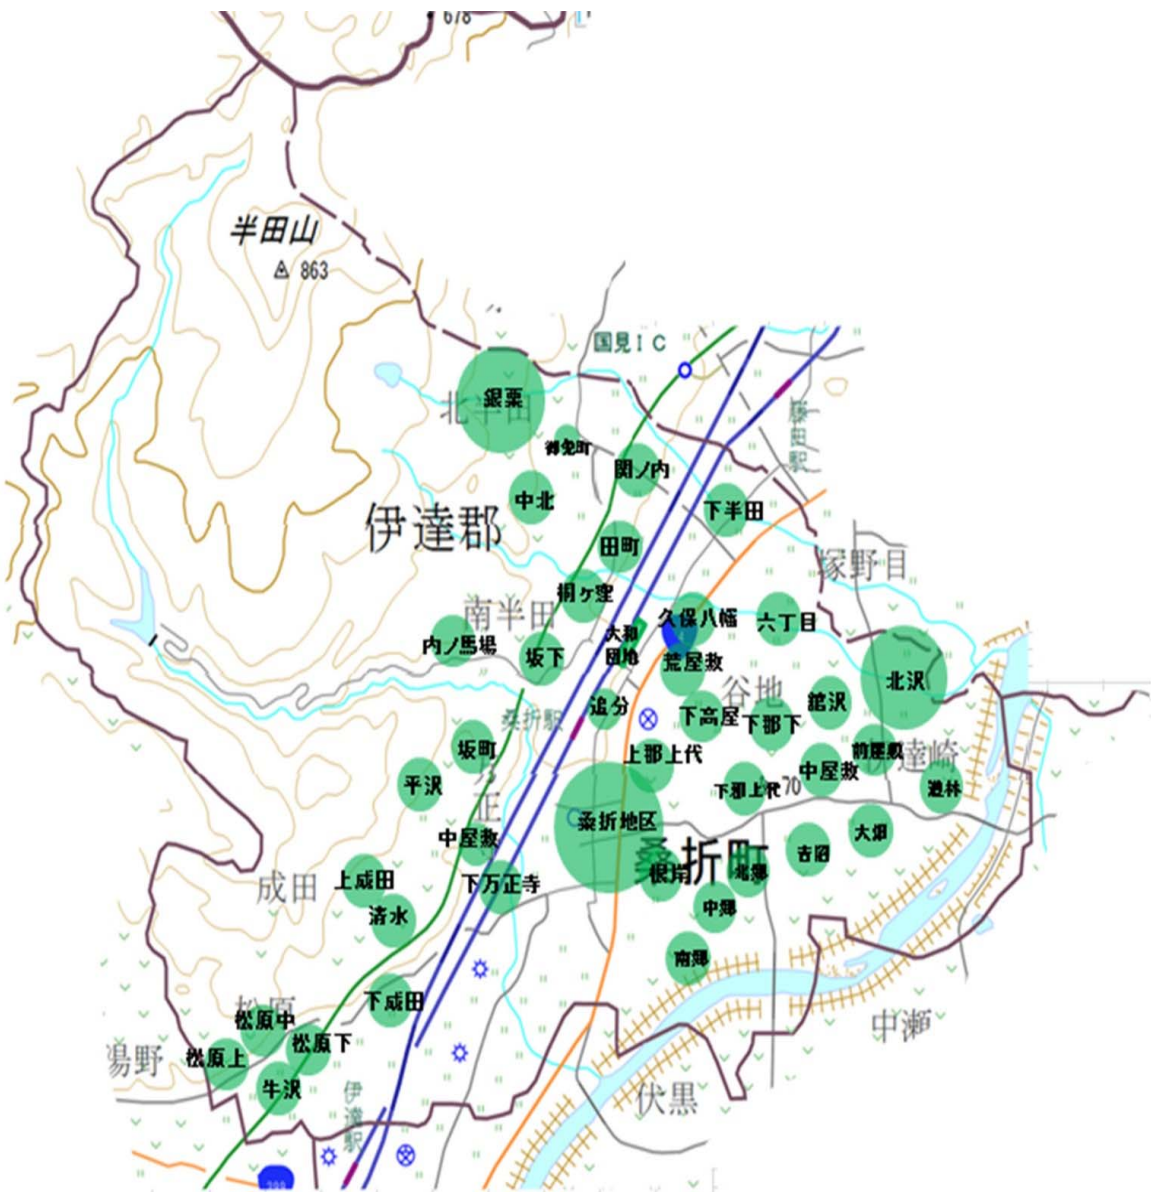 678
半田山
863
国見IC
藤田駅
銀栗
北半田
御免町
関ノ内
中北
下半田
伊達郡
田町
塚野目
桐ヶ窪
南半田
久保八幡
六丁目
大和
団地
内ノ馬場
坂下
荒屋敷
北沢
谷地
舘沢
追分
下高屋
下郡下
桑折駅
坂町
上郡上代
前屋敷
伊達崎
中屋敷
平沢
下郡上代
70
遊林
桑折地区
大畑
中屋敷
吉沼
桑折町
根岸
北郷
上成田
成田
下万正寺
中郷
清水
南郷
下成田
松原
松原中
中瀬
松原下
湯野
松原上
牛沢
伊達駅
伏黒
399